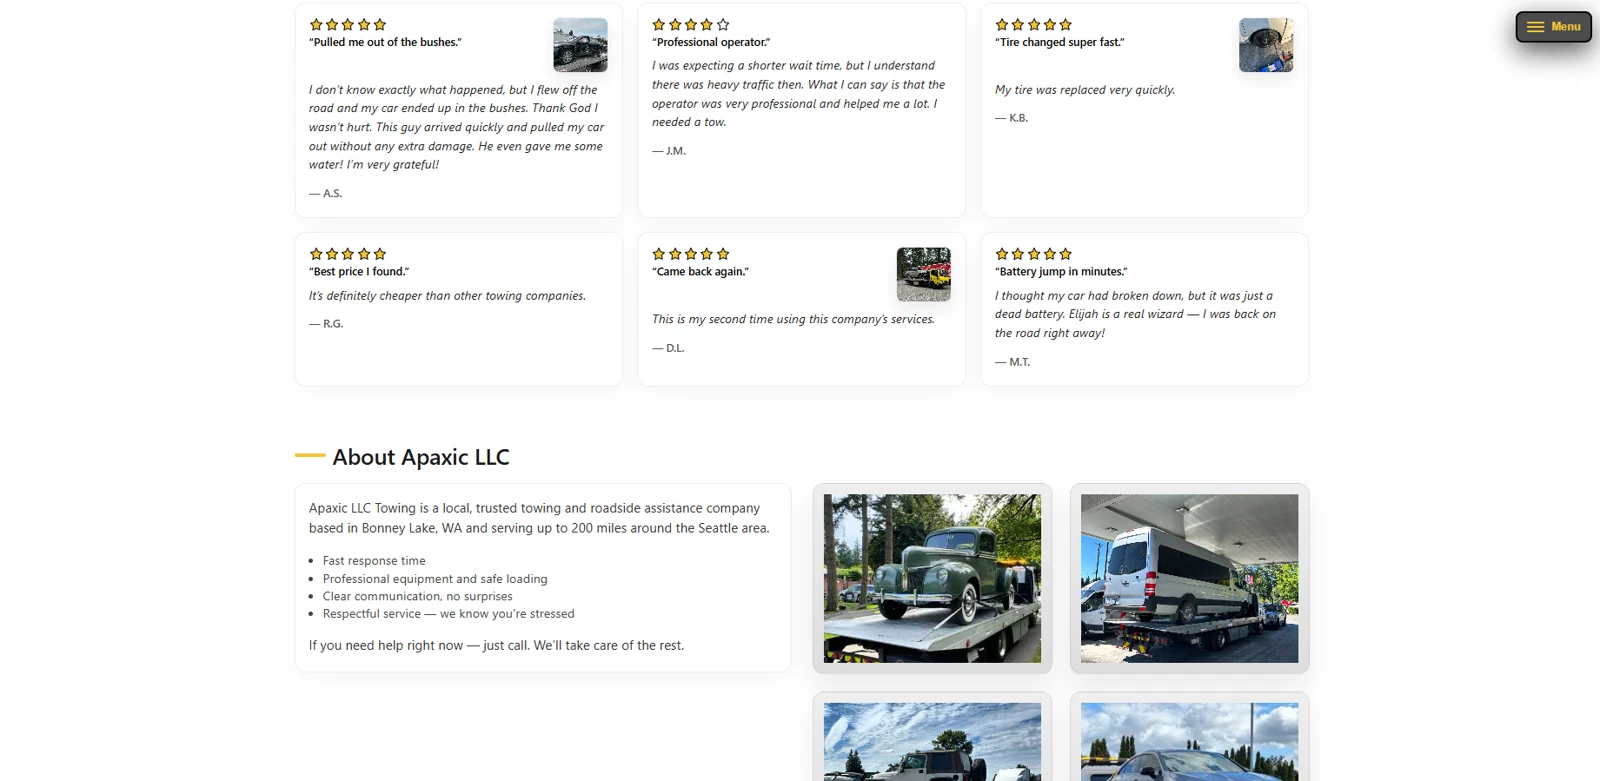 Menu
“Pulled me out of the bushes.”
I don’t know exactly what happened, but I flew off the
road and my car ended up in the bushes. Thank God I
wasn’t hurt. This guy arrived quickly and pulled my car
out without any extra damage. He even gave me some
water! I’m very grateful!
— A.S.
“Professional operator.”
I was expecting a shorter wait time, but I understand
there was heavy traffic then. What I can say is that the
operator was very professional and helped me a lot. I
needed a tow.
— J.M.
“Tire changed super fast.”
My tire was replaced very quickly.
— K.B.
“Best price I found.”
It’s definitely cheaper than other towing companies.
— R.G.
“Came back again.”
This is my second time using this company’s services.
— D.L.
“Battery jump in minutes.”
I thought my car had broken down, but it was just a
dead battery. Elijah is a real wizard — I was back on
the road right away!
— M.T.
About Apaxic LLC
Apaxic LLC Towing is a local, trusted towing and roadside assistance company
based in Bonney Lake, WA and serving up to 200 miles around the Seattle area.
• Fast response time
• Professional equipment and safe loading
• Clear communication, no surprises
• Respectful service — we know you’re stressed
If you need help right now — just call. We’ll take care of the rest.